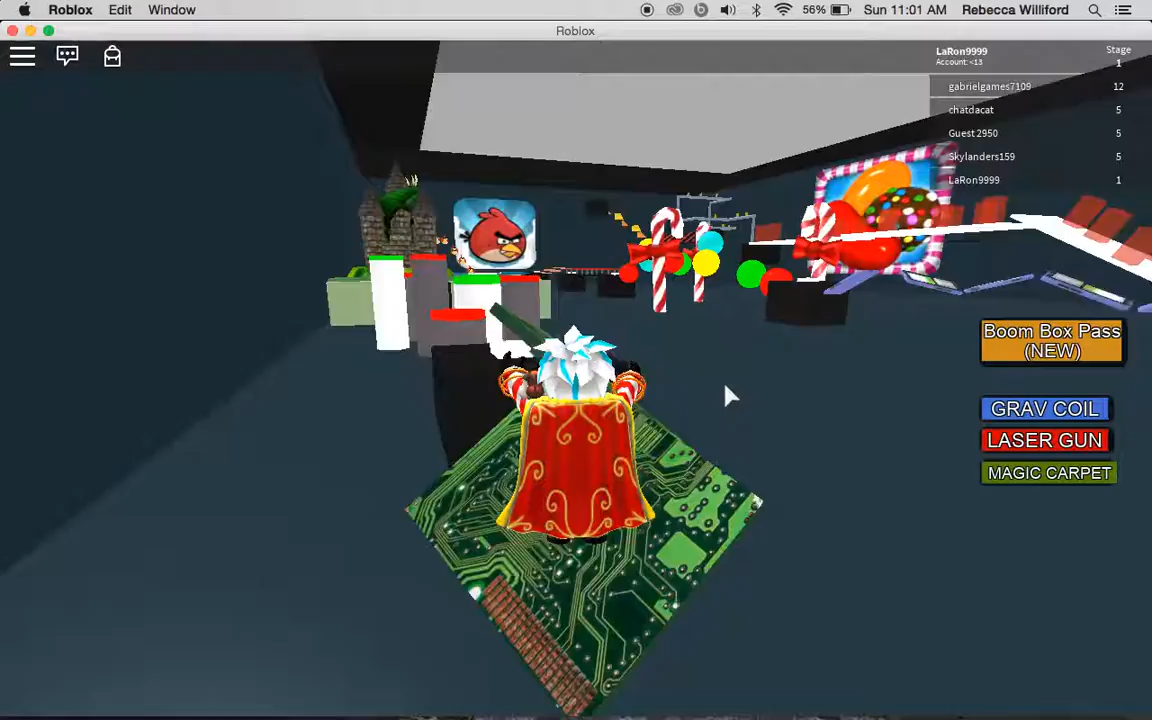 Roblox Edit Window 56% Sun 11:01 AM Rebecca Williford
Roblox
LaRon9999 Stage
Account: <13 1
gabrielgames7109 12
chatdacat 5
Guest 2950 5
Skylanders159 5
LaRon9999 1
Boom Box Pass
(NEW)
GRAV COIL
LASER GUN
MAGIC CARPET